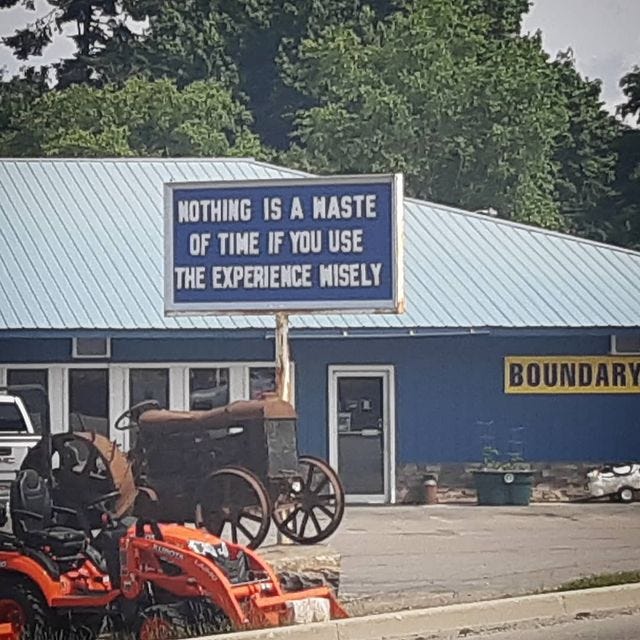 NOTHING IS A WASTE
OF TIME IF YOU USE
THE EXPERIENCE WISELY
BOUNDARY
KUBOTA